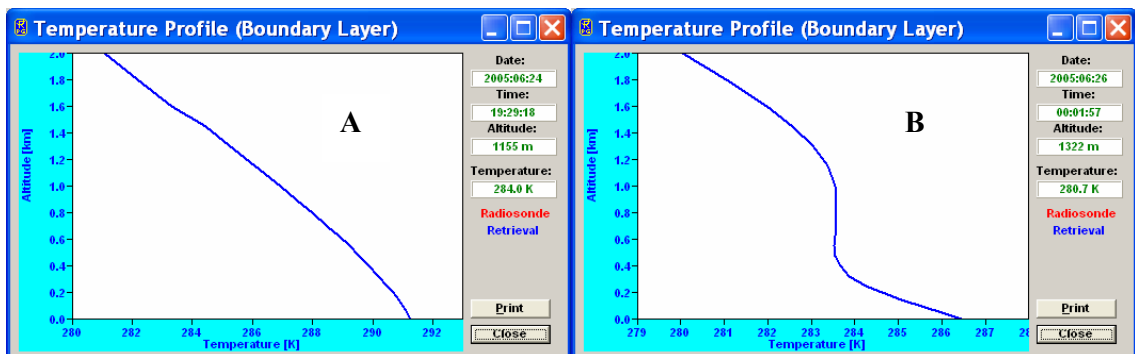 Temperature Profile (Boundary Layer)
A
2.0
1.8
1.6
1.4
1.2
1.0
0.8
0.6
0.4
0.2
0.0
Altitude [km]
280
282
284
286
288
290
292
Temperature [K]
Date:
2005:06:24
Time:
19:29:18
Altitude:
1155 m
Temperature:
284.0 K
Radiosonde
Retrieval
Print
Close
Temperature Profile (Boundary Layer)
B
2.0
1.8
1.6
1.4
1.2
1.0
0.8
0.6
0.4
0.2
0.0
Altitude [km]
279
280
281
282
283
284
285
286
287
Temperature [K]
Date:
2005:06:26
Time:
00:01:57
Altitude:
1322 m
Temperature:
280.7 K
Radiosonde
Retrieval
Print
Close